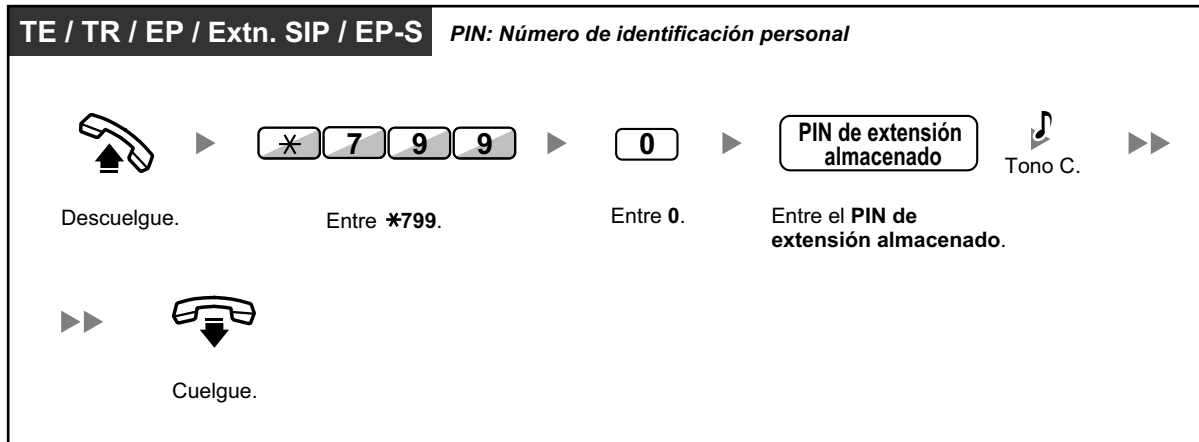 TE / TR / EP / Extn. SIP / EP-S PIN: Número de identificación personal
7 9 9
0
PIN de extensión
almacenado
Tono C.
Descuelgue.
Entre *799.
Entre 0.
Entre el PIN de
extensión almacenado.
Cuelgue.